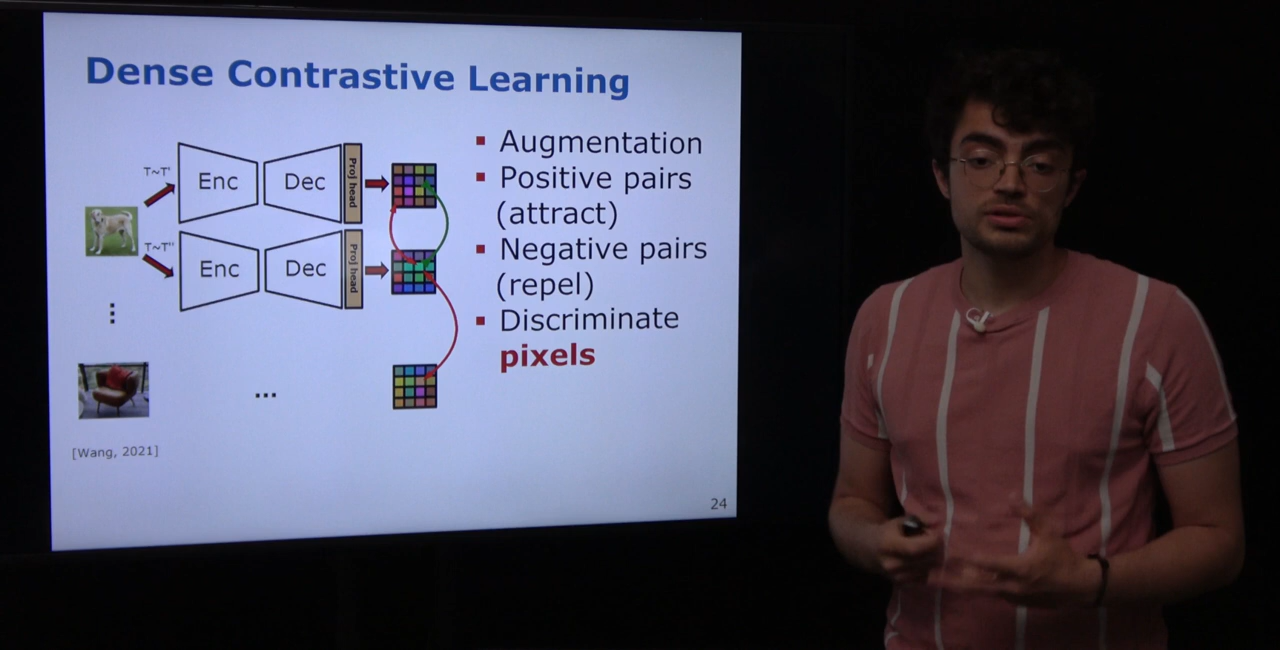 Dense Contrastive Learning
T~T'
Enc
Dec
Proj head
T~T''
Enc
Dec
Proj head
⋮
...
[Wang, 2021]
▪ Augmentation
▪ Positive pairs
(attract)
▪ Negative pairs
(repel)
▪ Discriminate
pixels
24